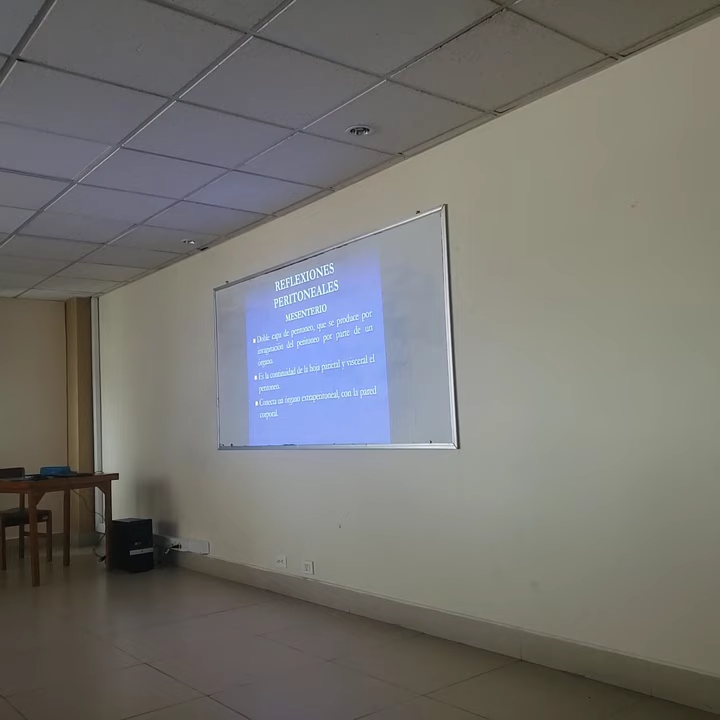 REFLEXIONES
PERITONEALES
MESENTERIO
Doble capa de peritoneo, que se produce por
invaginación del peritoneo por parte de un
órgano.
Es la continuidad de la hoja parietal y visceral el
peritoneo.
Conecta un órgano extraperitoneal, con la pared
corporal.